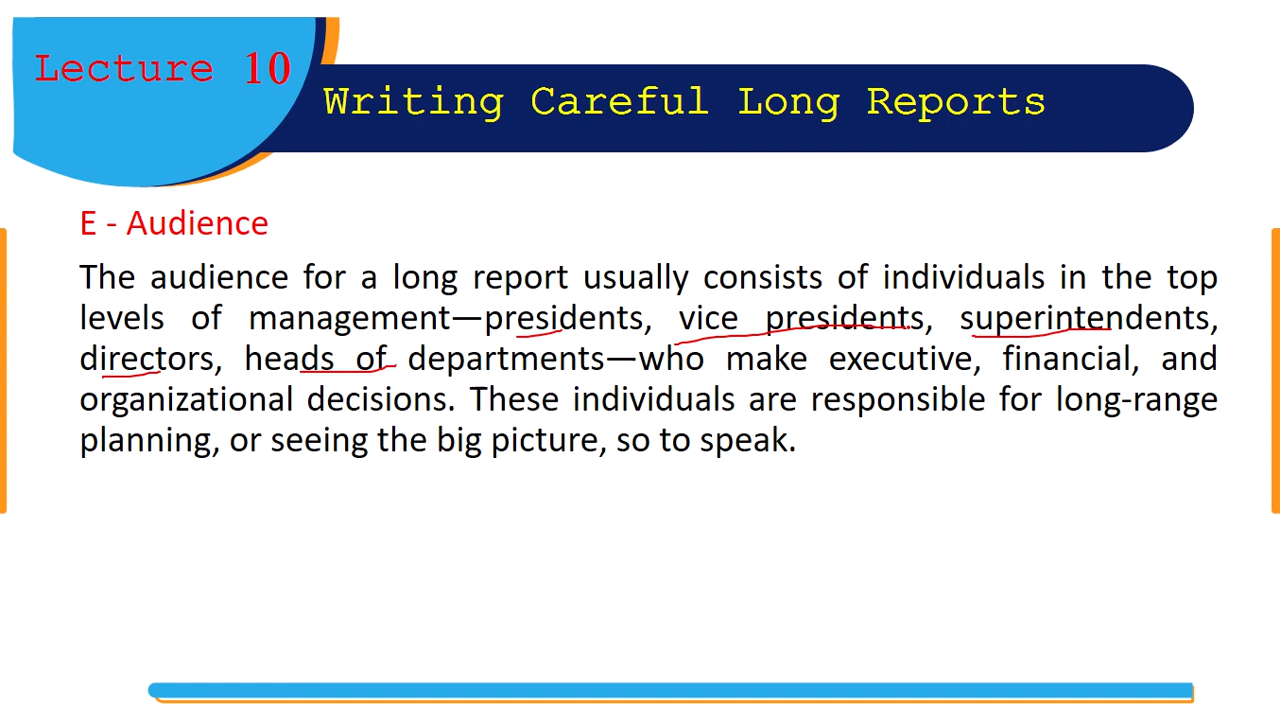 Lecture 10
Writing Careful Long Reports
E - Audience
The audience for a long report usually consists of individuals in the top
levels of management—presidents, vice presidents, superintendents,
directors, heads of departments—who make executive, financial, and
organizational decisions. These individuals are responsible for long-range
planning, or seeing the big picture, so to speak.